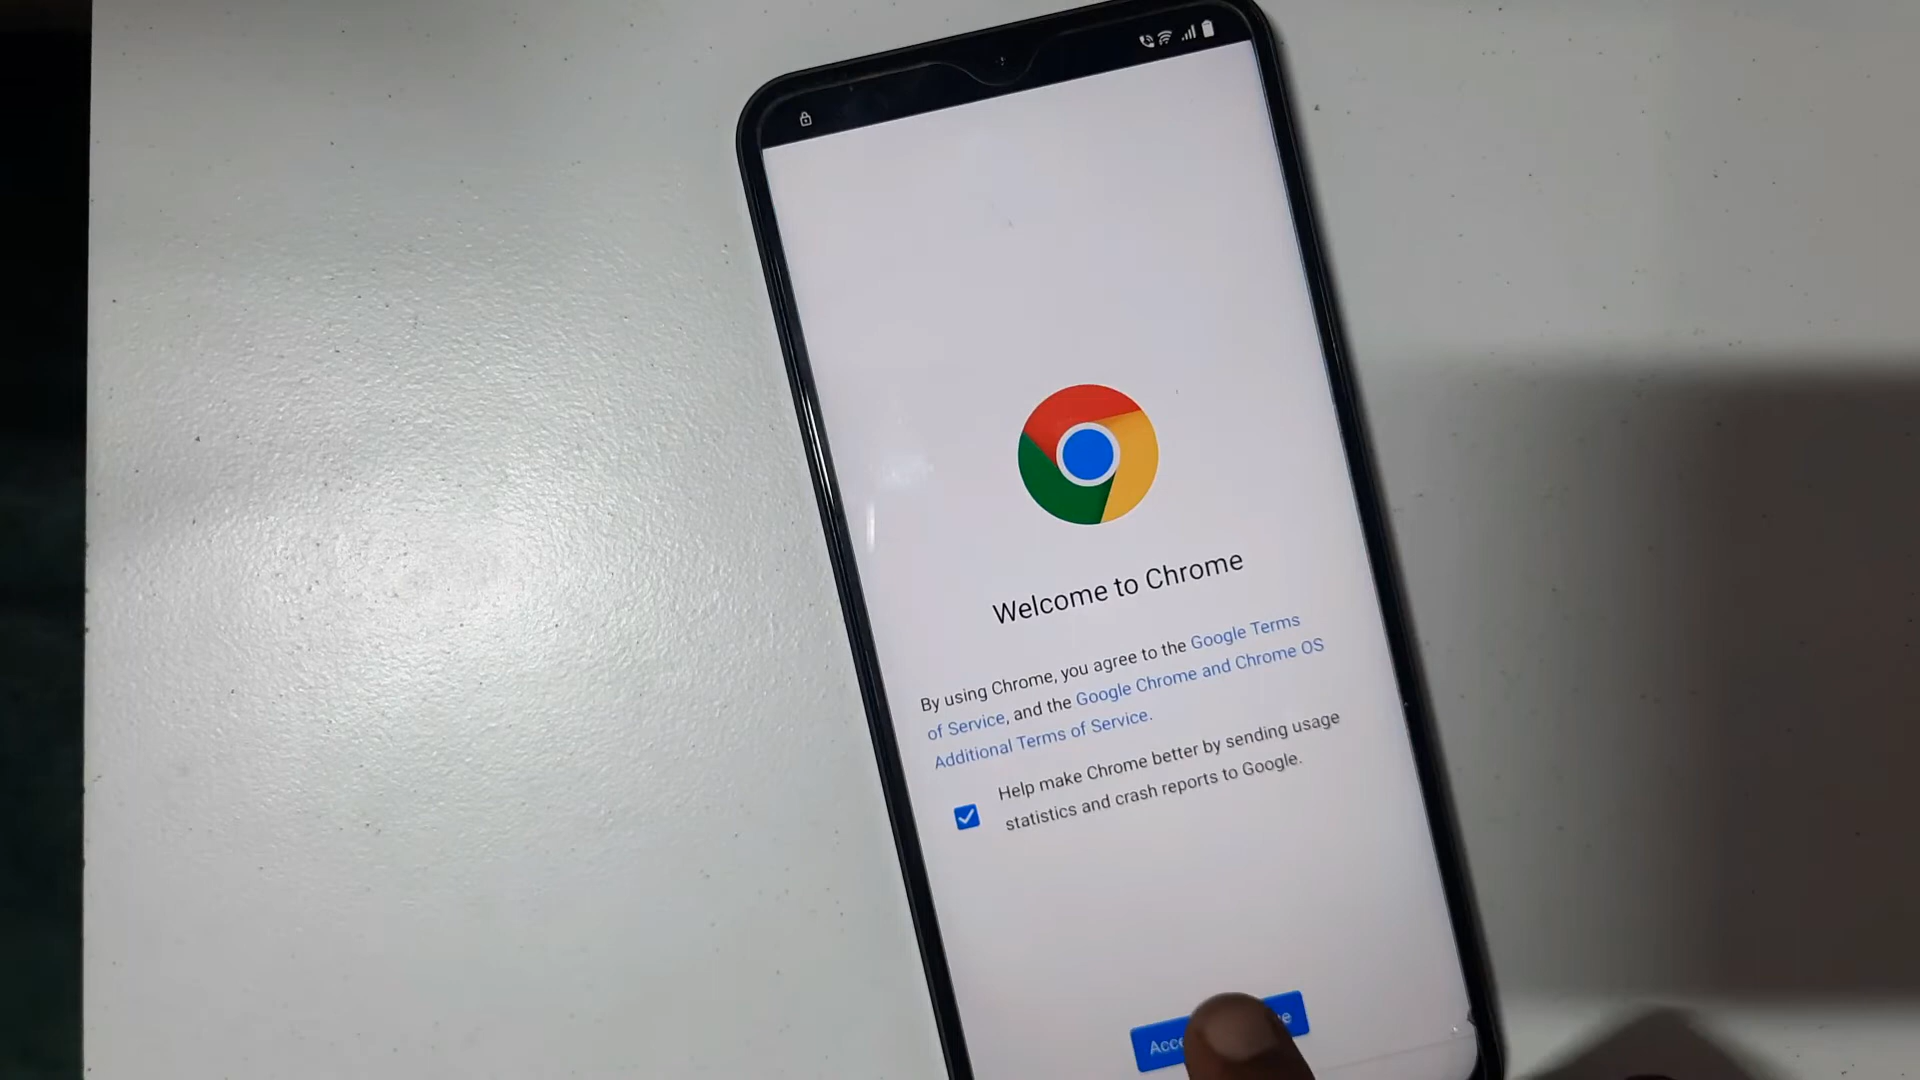 Welcome to Chrome
By using Chrome, you agree to the Google Terms
of Service, and the Google Chrome and Chrome OS
Additional Terms of Service.
Help make Chrome better by sending usage
statistics and crash reports to Google.